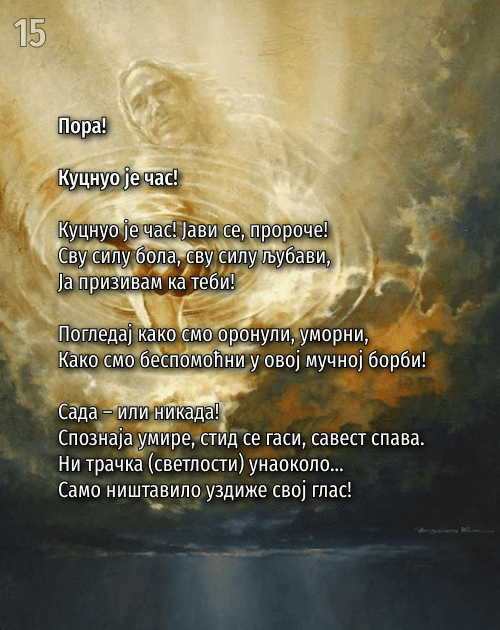 15
Пора!
Куцнуо је час!
Куцнуо је час! Јави се, пророче!
Сву силу бола, сву силу љубави,
Ја призивам ка теби!
Погледај како смо оронули, уморни,
Како смо беспомоћни у овој мучној борби!
Сада – или никада!
Спознаја умире, стид се гаси, савест спава.
Ни трачка (светлости) унаоколо...
Само ништавило уздиже свој глас!